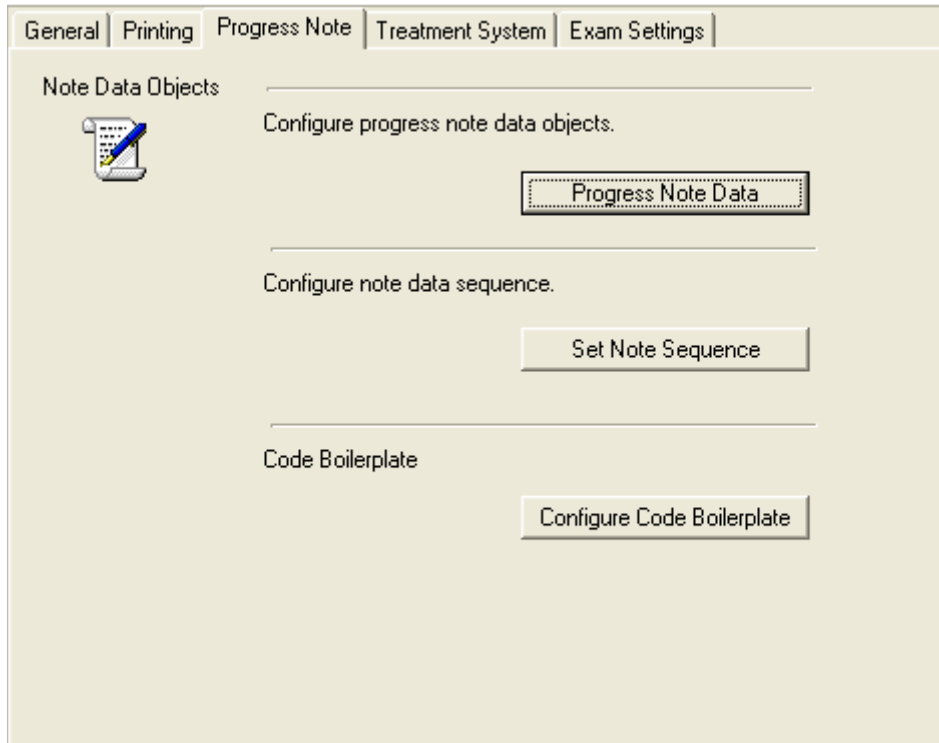 General Printing Progress Note Treatment System Exam Settings
Note Data Objects
Configure progress note data objects.
Progress Note Data
Configure note data sequence.
Set Note Sequence
Code Boilerplate
Configure Code Boilerplate